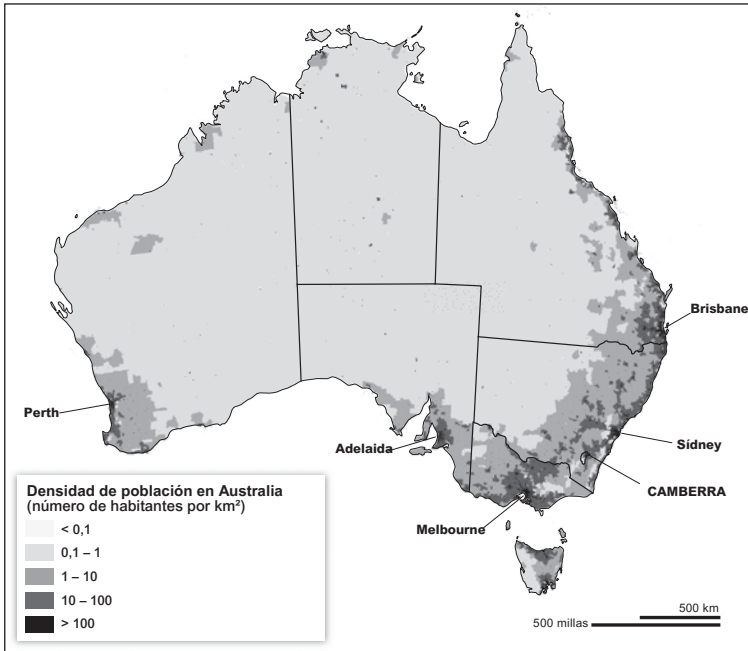 Brisbane
Perth
Adelaida
Sídney
CAMBERRA
Melbourne
Densidad de población en Australia
(número de habitantes por km²)
< 0,1
0,1 – 1
1 – 10
10 – 100
> 100
500 km
500 millas